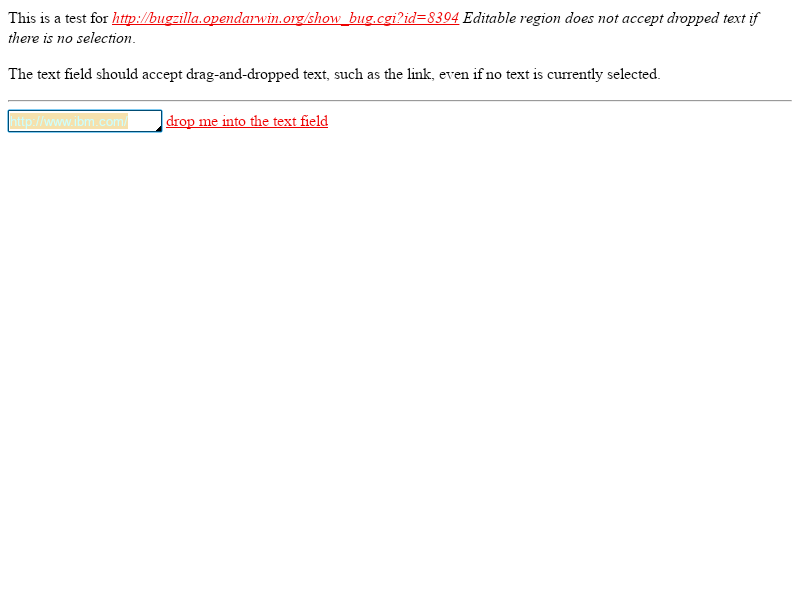 This is a test for http://bugzilla.opendarwin.org/show_bug.cgi?id=8394 Editable region does not accept dropped text if
there is no selection.
The text field should accept drag-and-dropped text, such as the link, even if no text is currently selected.
http://www.ibm.com/ drop me into the text field